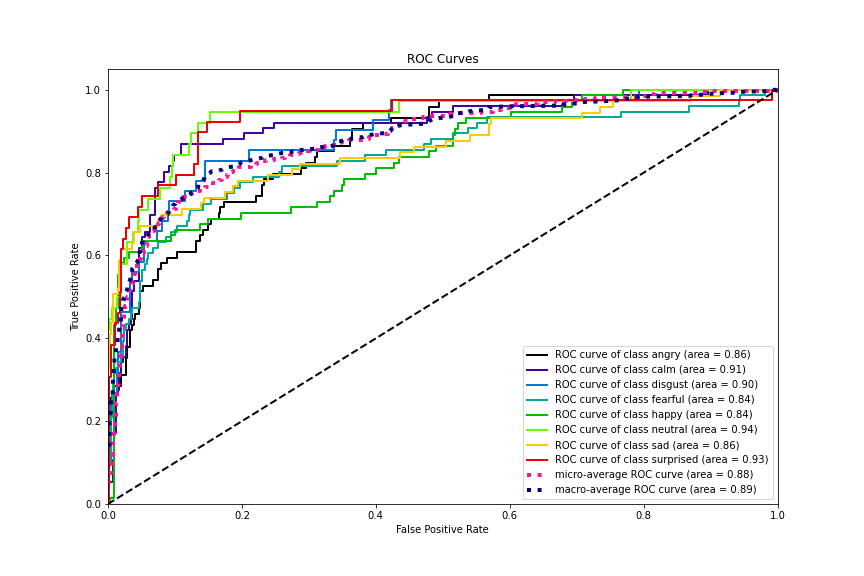 ROC Curves
True Positive Rate
1.0
0.8
0.6
0.4
0.2
0.0
ROC curve of class angry (area = 0.86)
ROC curve of class calm (area = 0.91)
ROC curve of class disgust (area = 0.90)
ROC curve of class fearful (area = 0.84)
ROC curve of class happy (area = 0.84)
ROC curve of class neutral (area = 0.94)
ROC curve of class sad (area = 0.86)
ROC curve of class surprised (area = 0.93)
micro-average ROC curve (area = 0.88)
macro-average ROC curve (area = 0.89)
0.0 0.2 0.4 0.6 0.8 1.0
False Positive Rate